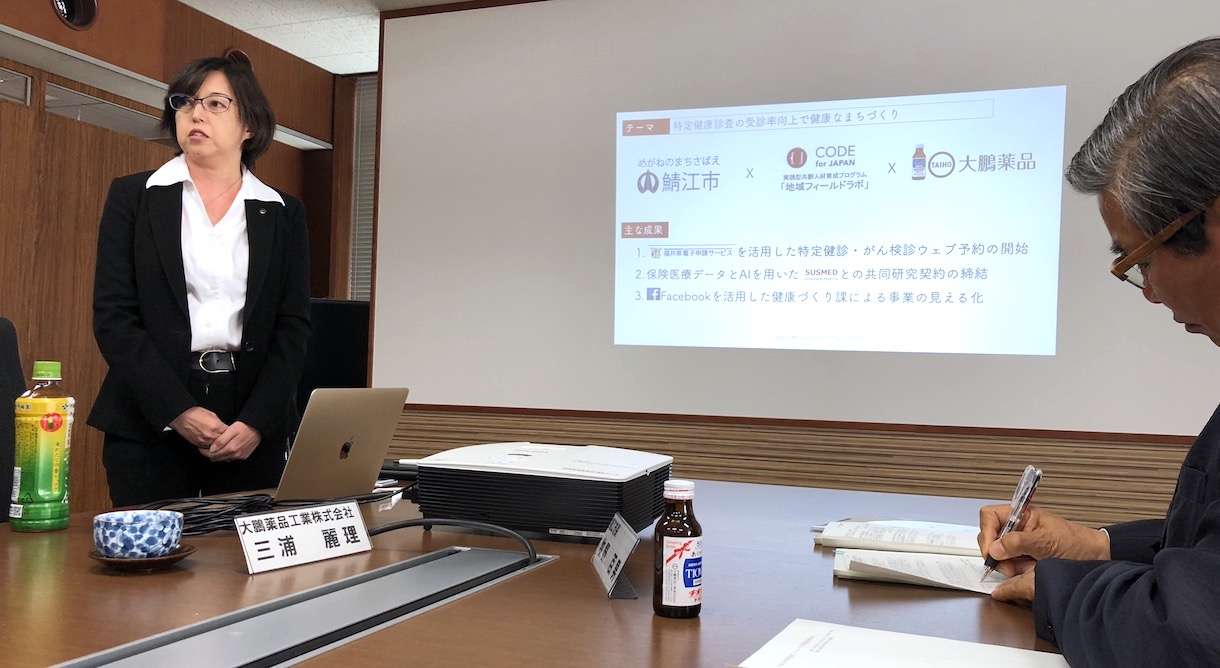 テーマ
特定健康診査の受診率向上で健康なまちづくり
めがねのまちさばえ
鯖江市
X
CODE
for JAPAN
実践型共創人材育成プログラム
「地域フィールドラボ」
X
TAIHO
大鵬薬品
主な成果
1. 福井県電子申請サービス を活用した特定健診・がん検診ウェブ予約の開始
2. 保険医療データとAIを用いた SUSMED との共同研究契約の締結
3. Facebookを活用した健康づくり課による事業の見える化
大鵬薬品工業株式会社
三浦 麗理